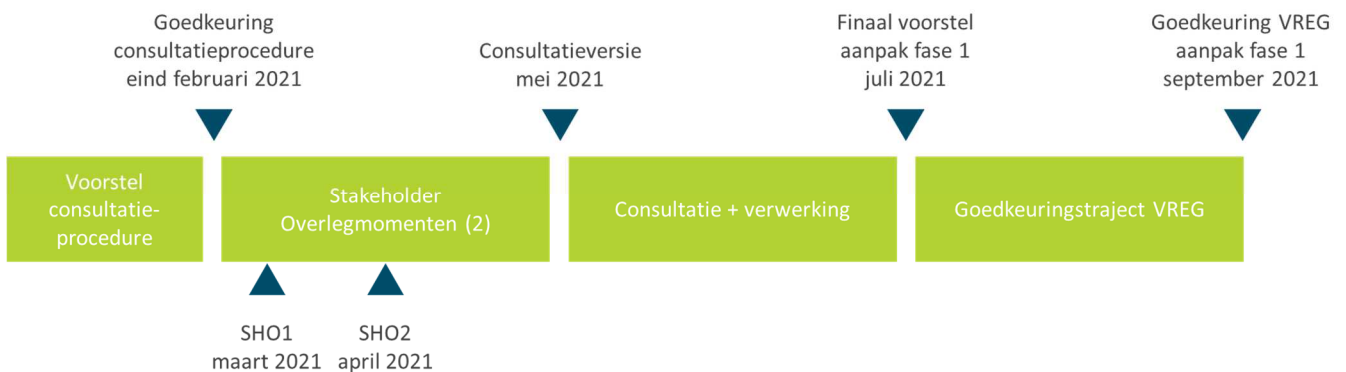 Goedkeuring
consultatieprocedure
eind februari 2021
Consultatieversie
mei 2021
Finaal voorstel
aanpak fase 1
juli 2021
Goedkeuring VREG
aanpak fase 1
september 2021
Voorstel
consultatie-
procedure
Stakeholder
Overlegmomenten (2)
Consultatie + verwerking
Goedkeuringstraject VREG
SHO1
maart 2021
SHO2
april 2021